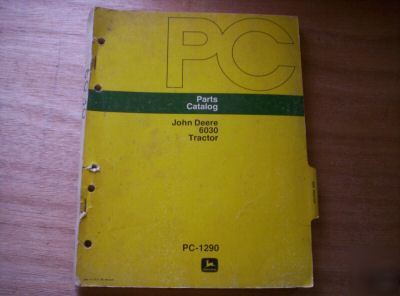 PC
Parts
Catalog
John Deere
6030
Tractor
PC-1290